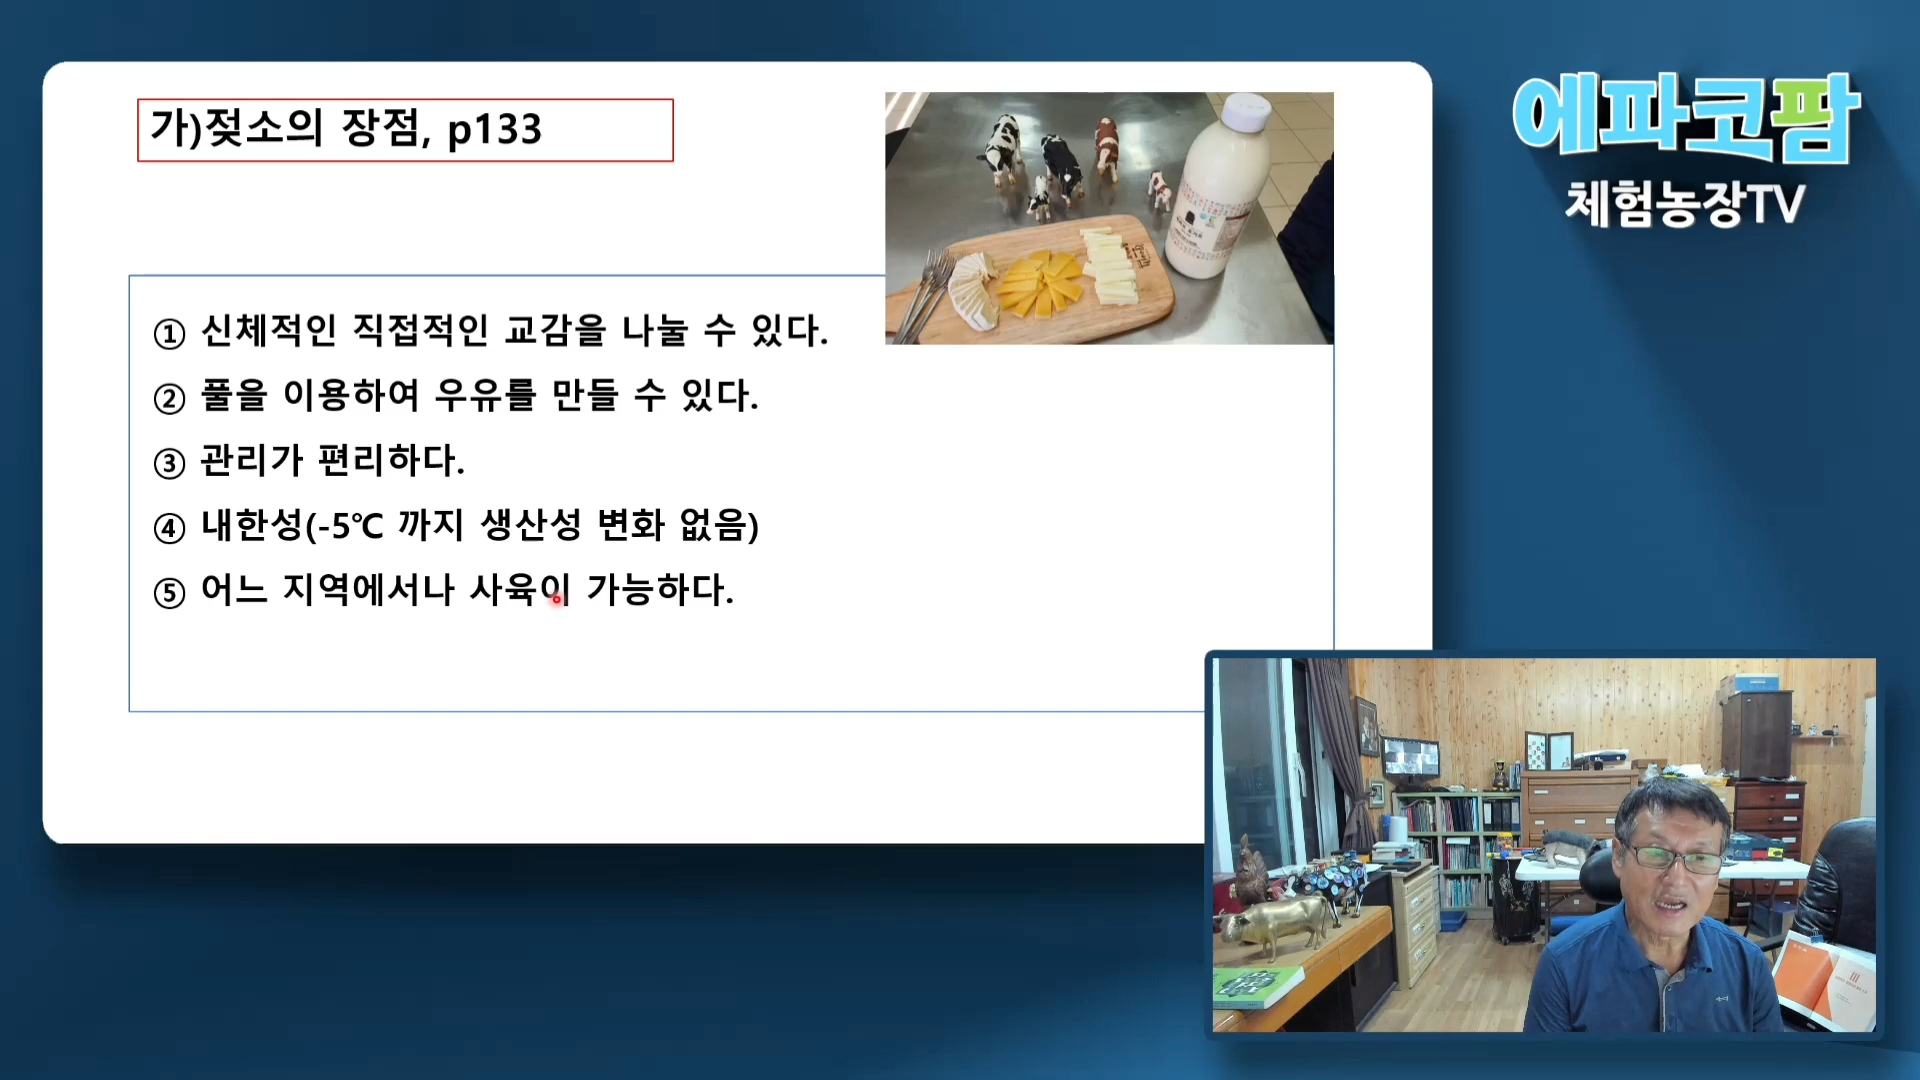 가)젖소의 장점, p133
① 신체적인 직접적인 교감을 나눌 수 있다.
② 풀을 이용하여 우유를 만들 수 있다.
③ 관리가 편리하다.
④ 내한성(-5℃ 까지 생산성 변화 없음)
⑤ 어느 지역에서나 사육이 가능하다.
에파코팜
체험농장TV